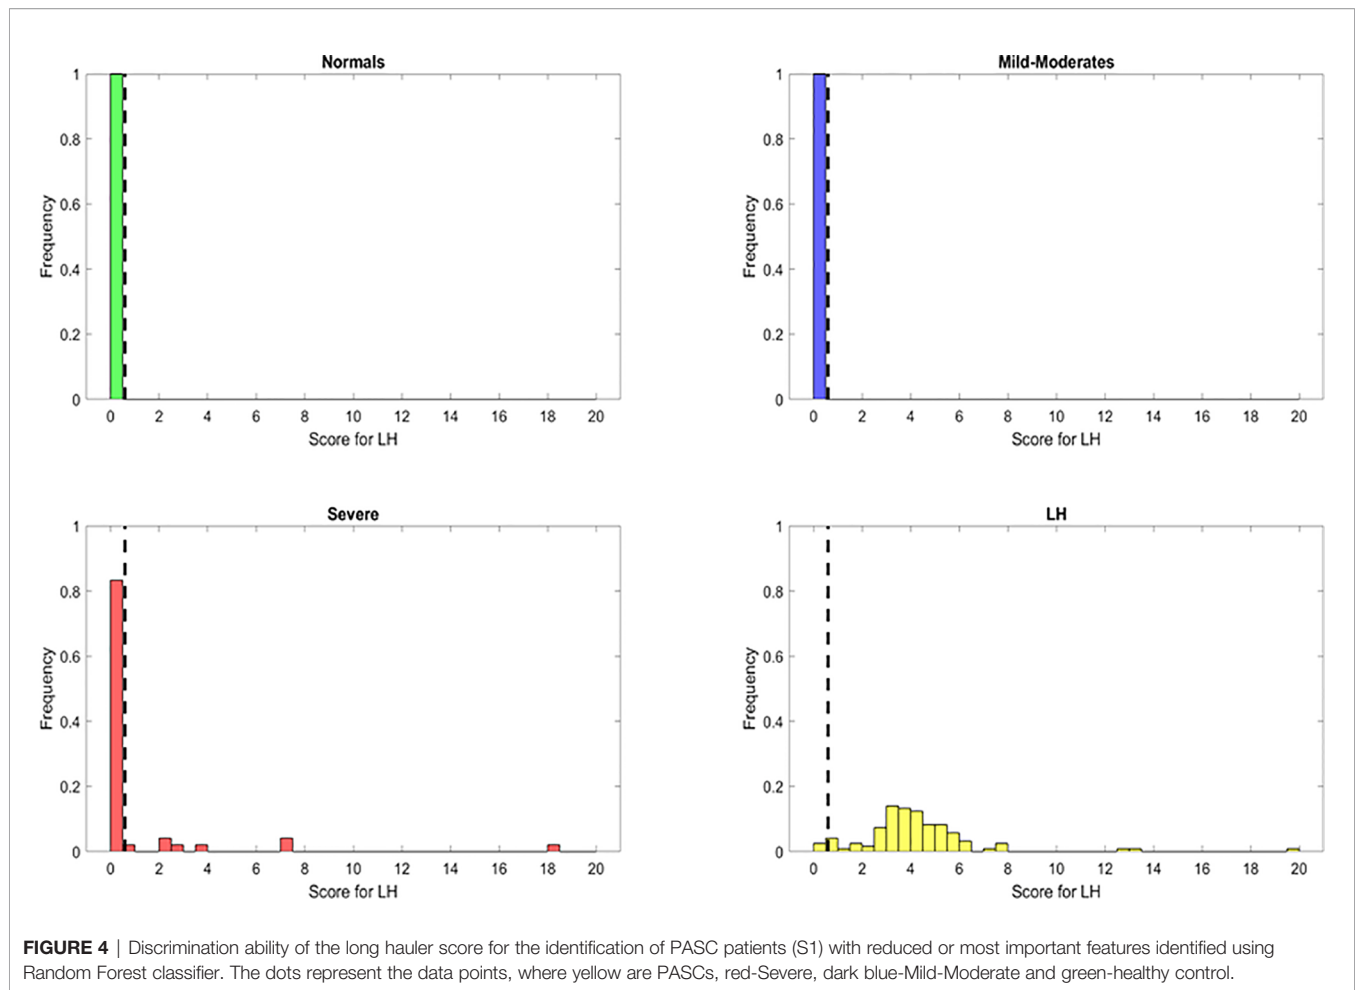 Normals
1
0.8
0.6
0.4
0.2
0
Frequency
0 2 4 6 8 10 12 14 16 18 20
Score for LH
Mild-Moderates
1
0.8
0.6
0.4
0.2
0
Frequency
0 2 4 6 8 10 12 14 16 18 20
Score for LH
Severe
1
0.8
0.6
0.4
0.2
0
Frequency
0 2 4 6 8 10 12 14 16 18 20
Score for LH
LH
1
0.8
0.6
0.4
0.2
0
Frequency
0 2 4 6 8 10 12 14 16 18 20
Score for LH
FIGURE 4 | Discrimination ability of the long hauler score for the identification of PASC patients (S1) with reduced or most important features identified using
Random Forest classifier. The dots represent the data points, where yellow are PASCs, red-Severe, dark blue-Mild-Moderate and green-healthy control.